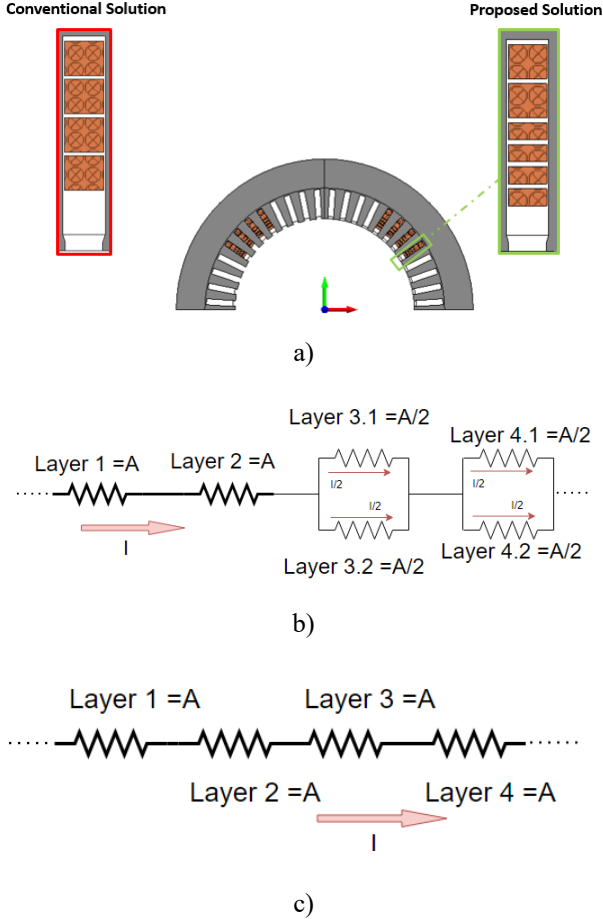 Conventional Solution
Proposed Solution
a)
Layer 3.1 =A/2
Layer 4.1 =A/2
Layer 1 =A
Layer 2 =A
I/2
I/2
I/2
I/2
I
Layer 3.2 =A/2
Layer 4.2 =A/2
b)
Layer 1 =A
Layer 3 =A
Layer 2 =A
Layer 4 =A
I
c)